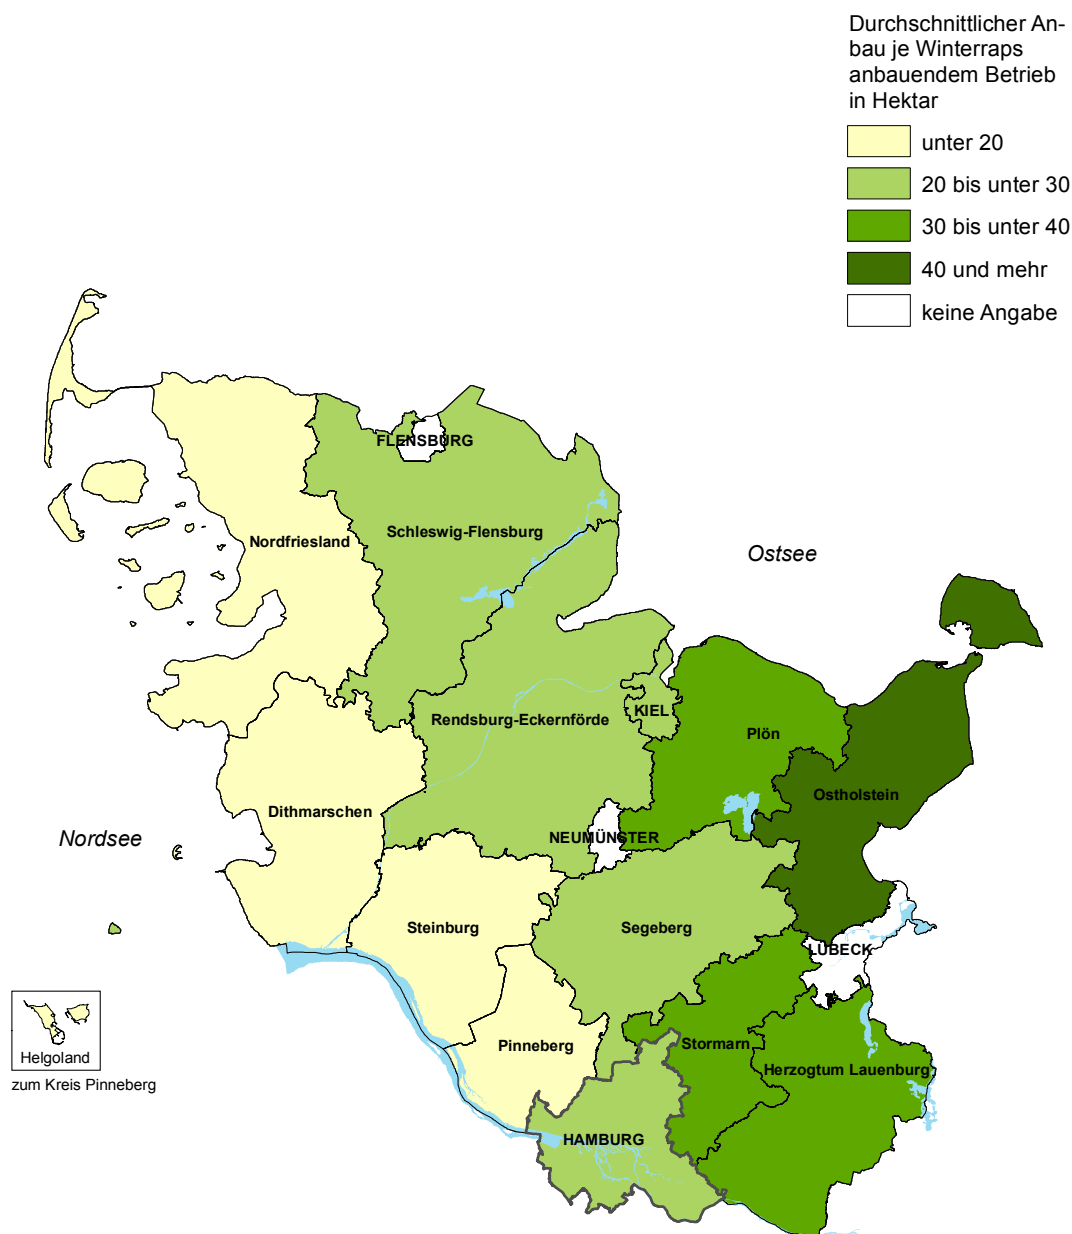 Durchschnittlicher An-
bau je Winterraps
anbauendem Betrieb
in Hektar
unter 20
20 bis unter 30
30 bis unter 40
40 und mehr
keine Angabe
FLENSBURG
Schleswig-Flensburg
Nordfriesland
Ostsee
KIEL
Rendsburg-Eckernförde
Plön
Ostholstein
Dithmarschen
Nordsee
NEUMÜNSTER
Steinburg
Segeberg
LÜBECK
Stormarn
Pinneberg
Helgoland
Herzogtum Lauenburg
zum Kreis Pinneberg
HAMBURG